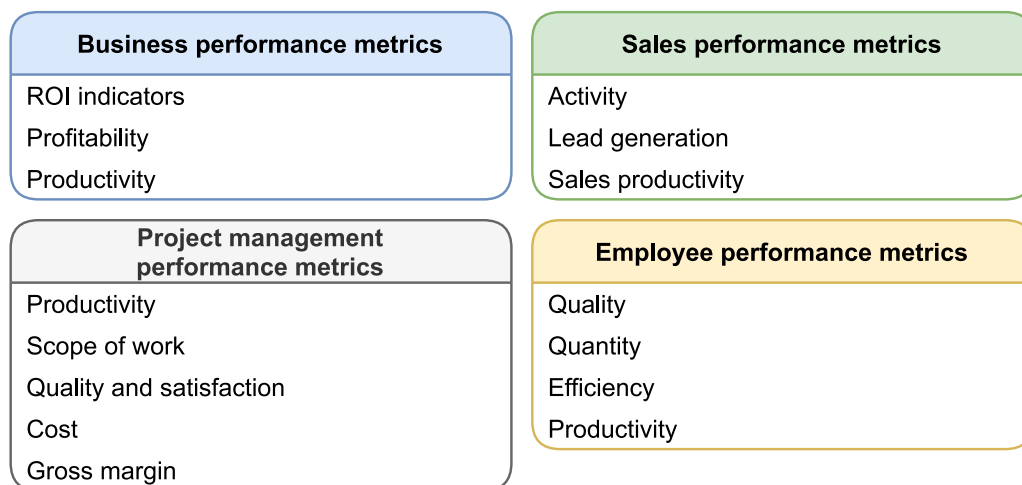 Business performance metrics
ROI indicators
Profitability
Productivity
Sales performance metrics
Activity
Lead generation
Sales productivity
Project management
performance metrics
Productivity
Scope of work
Quality and satisfaction
Cost
Gross margin
Employee performance metrics
Quality
Quantity
Efficiency
Productivity